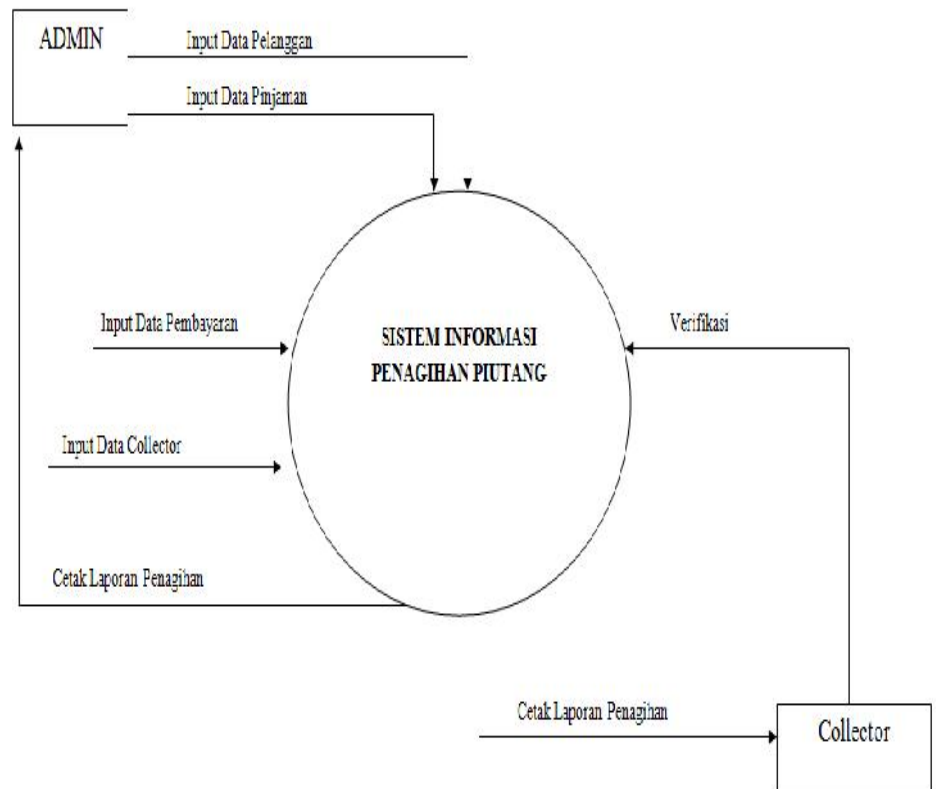 ADMIN
Input Data Pelanggan
Input Data Pinjaman
Input Data Pembayaran
SISTEM INFORMASI
PENAGIHAN PIUTANG
Verifikasi
Input Data Collector
Cetak Laporan Penagihan
Cetak Laporan Penagihan
Collector